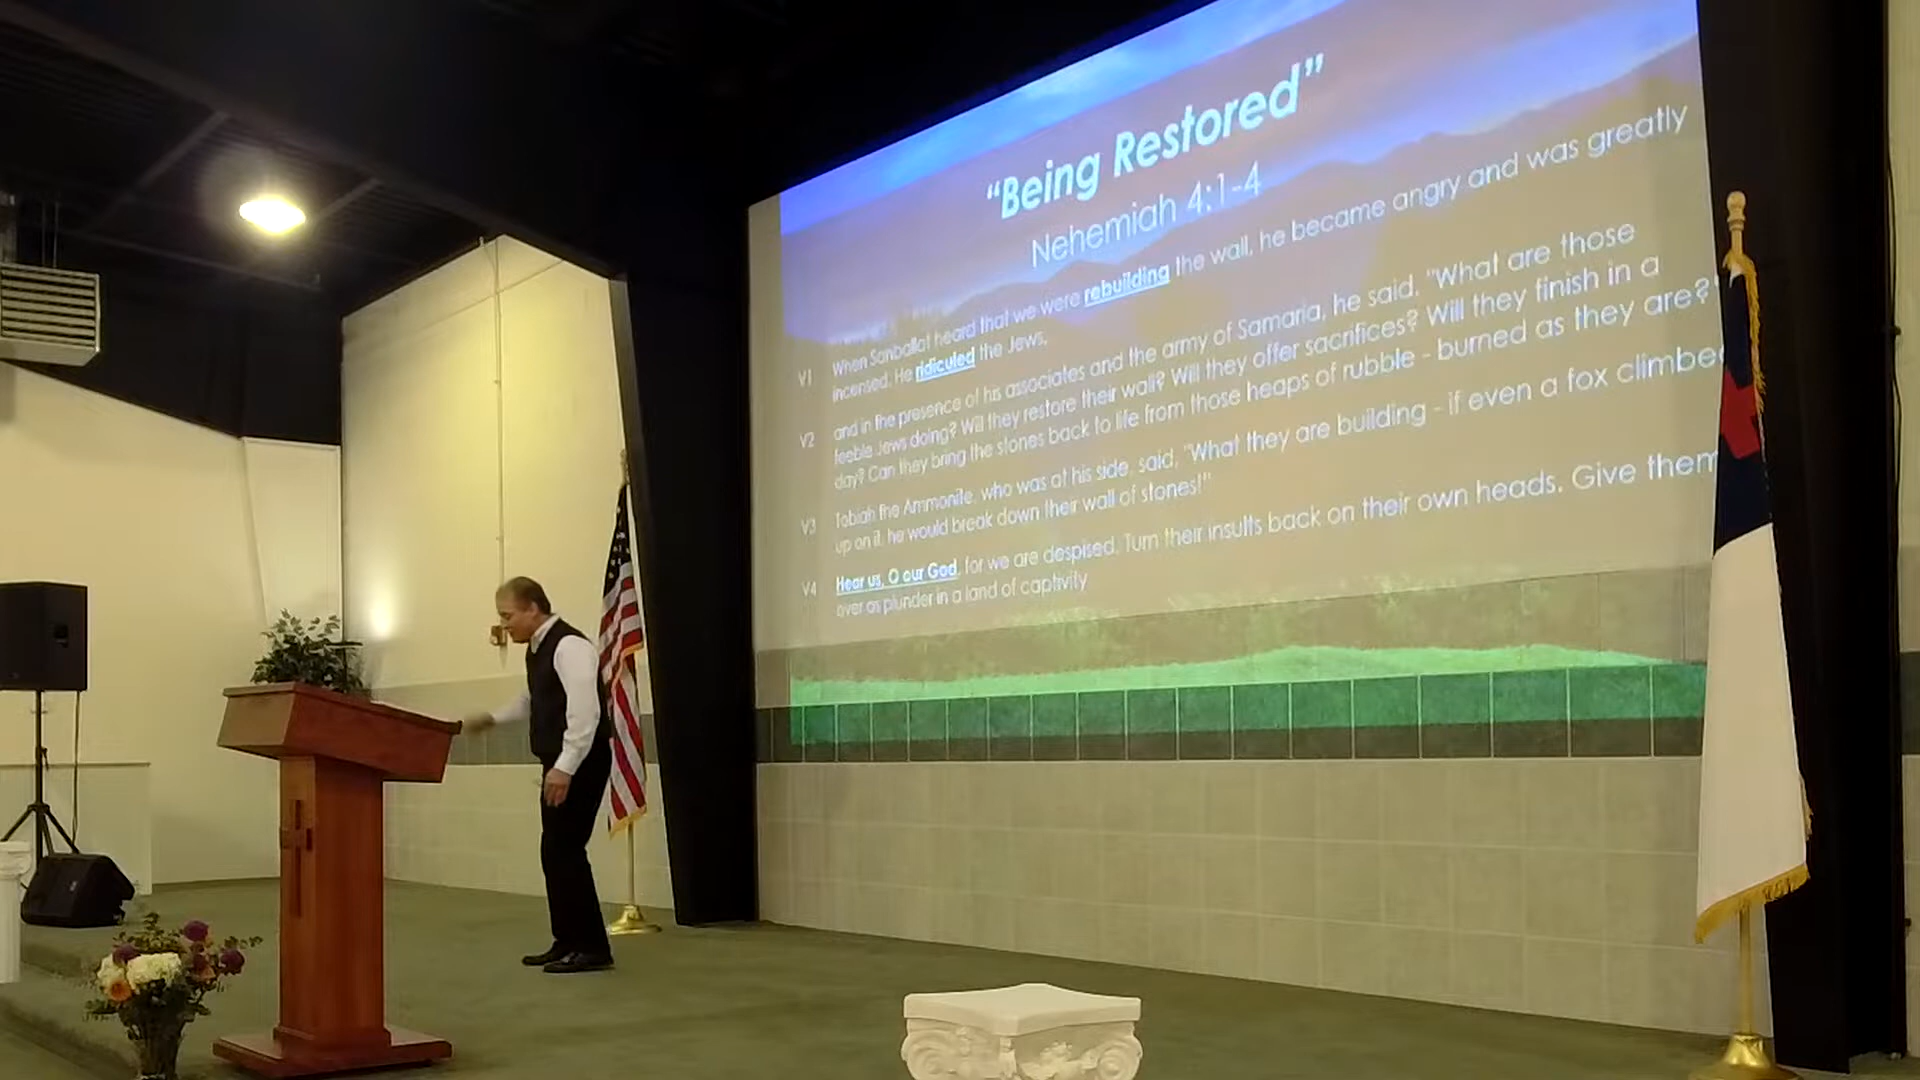 “Being Restored”
Nehemiah 4:1-4
V1 When Sanballat heard that we were rebuilding the wall, he became angry and was greatly
incensed. He ridiculed the Jews,
V2 and in the presence of his associates and the army of Samaria, he said, "What are those
feeble Jews doing? Will they restore their wall? Will they offer sacrifices? Will they finish in a
day? Can they bring the stones back to life from those heaps of rubble - burned as they are?"
V3 Tobiah the Ammonite, who was at his side, said, "What they are building - if even a fox climbed
up on it, he would break down their wall of stones!"
V4 Hear us, O our God, for we are despised. Turn their insults back on their own heads. Give them
over as plunder in a land of captivity